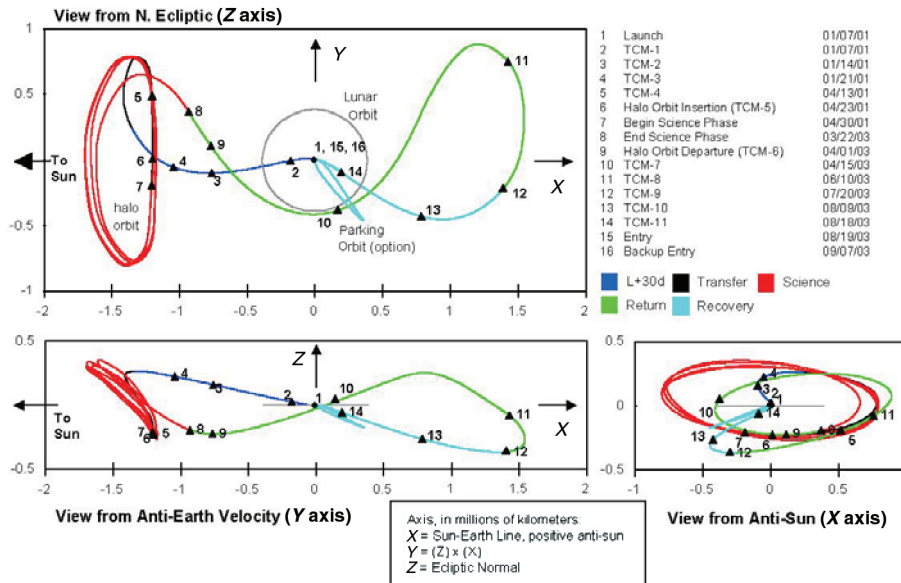 View from N. Ecliptic (Z axis)
1
0.5
0
-0.5
-1
-2
-1.5
-1
-0.5
0
0.5
1
1.5
2
Y
X
To
Sun
Lunar
Orbit
halo
orbit
Parking
Orbit (option)
1, 15, 16
2
3
4
5
6
7
8
9
10
11
12
13
14
1 Launch 01/07/01
2 TCM-1 01/07/01
3 TCM-2 01/14/01
4 TCM-3 01/21/01
5 TCM-4 04/13/01
6 Halo Orbit Insertion (TCM-5) 04/23/01
7 Begin Science Phase 04/30/01
8 End Science Phase 03/22/03
9 Halo Orbit Departure (TCM-6) 04/01/03
10 TCM-7 04/15/03
11 TCM-8 06/10/03
12 TCM-9 07/20/03
13 TCM-10 08/08/03
14 TCM-11 08/18/03
15 Entry 08/19/03
16 Backup Entry 09/07/03
L+30d Transfer Science
Return Recovery
0.5
0
-0.5
-2
-1.5
-1
-0.5
0
0.5
1
1.5
2
Z
X
To
Sun
4
3
2
1
10
14
7
6
5
8
9
11
13
12
View from Anti-Earth Velocity (Y axis)
0.5
0
-0.5
-0.5
0
0.5
4
3
2
1
10
14
13
12
7
6
9
8
5
11
View from Anti-Sun (X axis)
Axis, in millions of kilometers:
X = Sun-Earth Line, positive anti-sun
Y = (Z) x (X)
Z = Ecliptic Normal